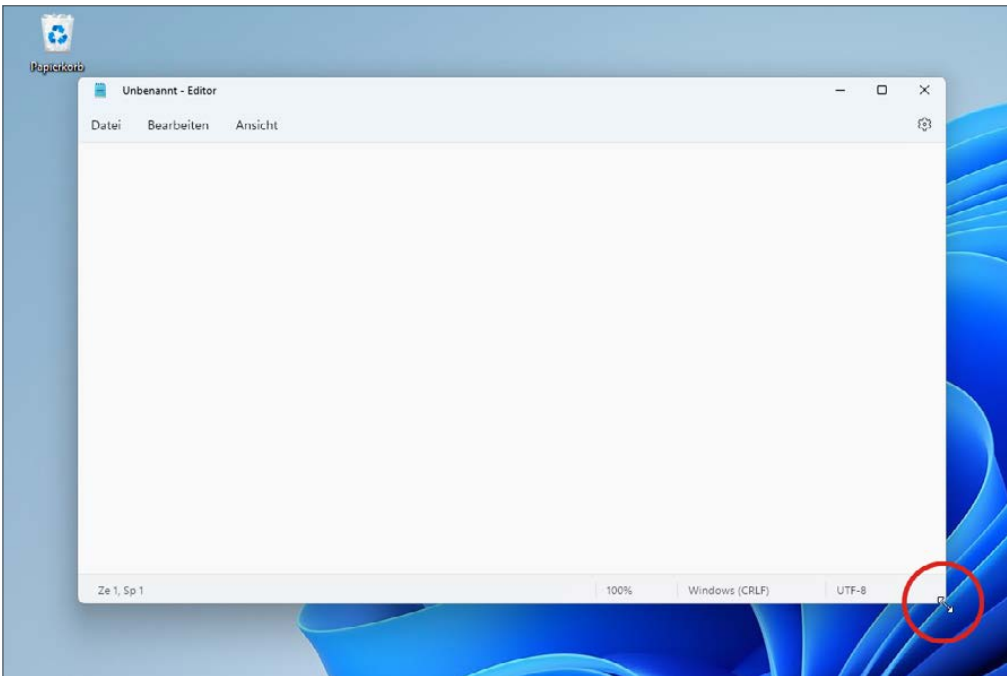 Papierkorb
Unbenannt - Editor
Datei Bearbeiten Ansicht
Ze 1, Sp 1 100% Windows (CRLF) UTF-8